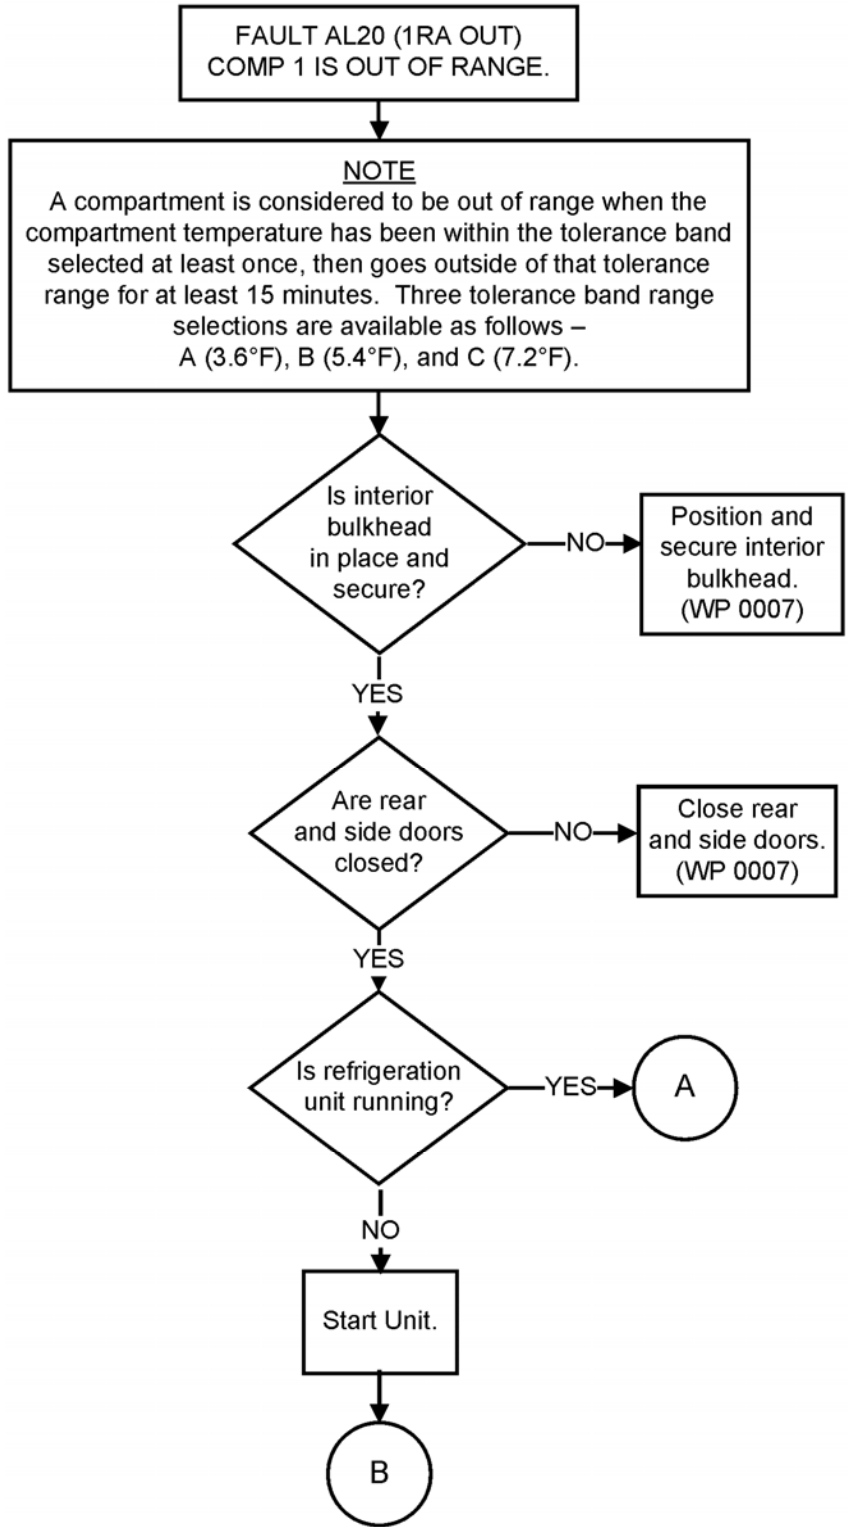 FAULT AL20 (1RA OUT)
COMP 1 IS OUT OF RANGE.
NOTE
A compartment is considered to be out of range when the
compartment temperature has been within the tolerance band
selected at least once, then goes outside of that tolerance
range for at least 15 minutes.  Three tolerance band range
selections are available as follows –
A (3.6°F), B (5.4°F), and C (7.2°F).
Is interior
bulkhead
in place and
secure?
NO
Position and
secure interior
bulkhead.
(WP 0007)
YES
Are rear
and side doors
closed?
NO
Close rear
and side doors.
(WP 0007)
YES
Is refrigeration
unit running?
YES
A
NO
Start Unit.
B